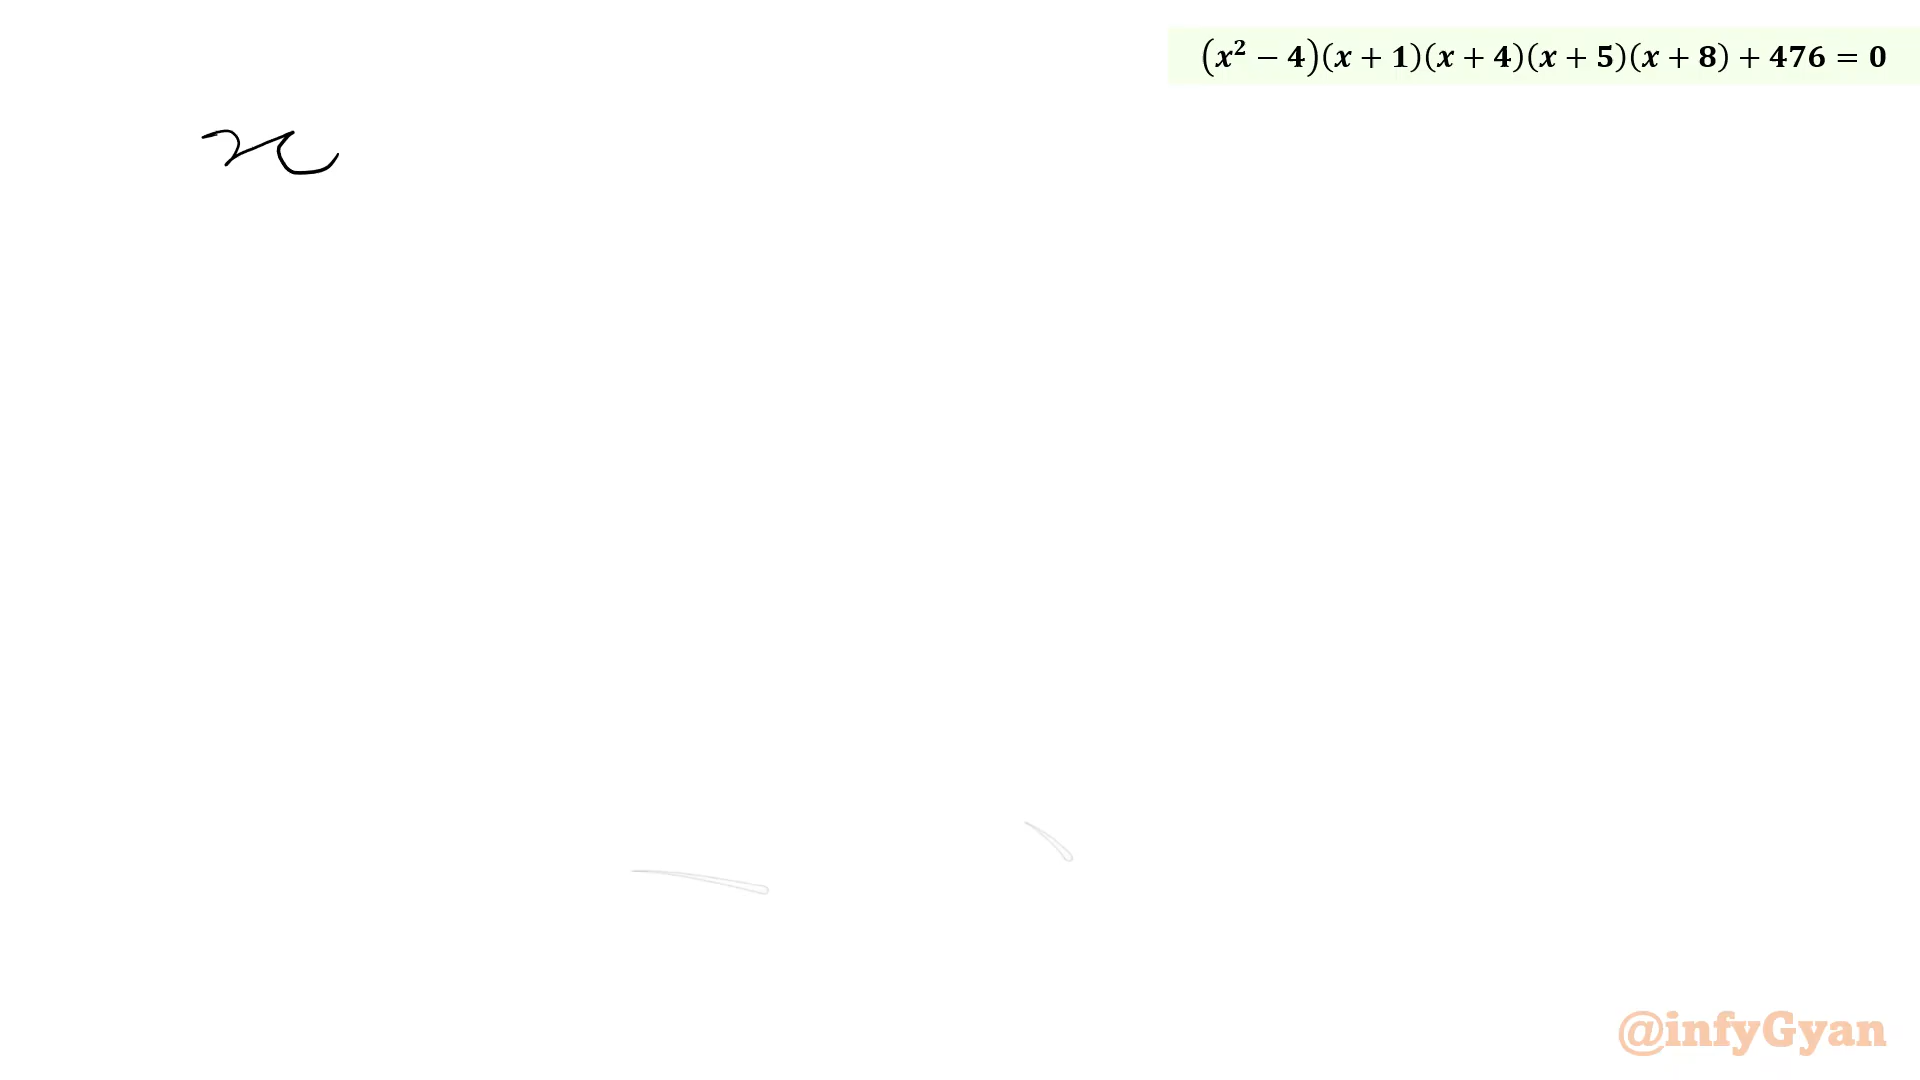 (x² − 4)(x + 1)(x + 4)(x + 5)(x + 8) + 476 = 0
x
@infyGyan